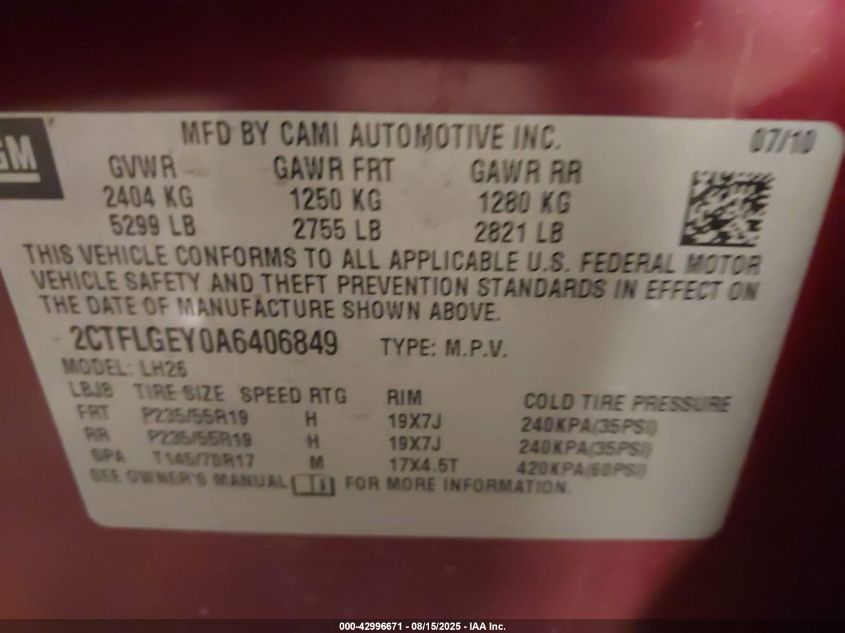 GM
MFD BY CAMI AUTOMOTIVE INC. 07/10
GVWR GAWR FRT GAWR RR
2404 KG 1250 KG 1280 KG
5299 LB 2755 LB 2821 LB
THIS VEHICLE CONFORMS TO ALL APPLICABLE U.S. FEDERAL MOTOR
VEHICLE SAFETY AND THEFT PREVENTION STANDARDS IN EFFECT ON
THE DATE OF MANUFACTURE SHOWN ABOVE.
2CTFLGEY0A6406849 TYPE: M.P.V.
MODEL: LH26
LBJB TIRE SIZE SPEED RTG RIM COLD TIRE PRESSURE
FRT P235/55R19 H 19X7J 240KPA(35PSI)
RR P235/55R19 H 19X7J 240KPA(35PSI)
SPA T145/70R17 M 17X4.5T 420KPA(60PSI)
SEE OWNER'S MANUAL FOR MORE INFORMATION.
000-42996671 - 08/15/2025 - IAA Inc.